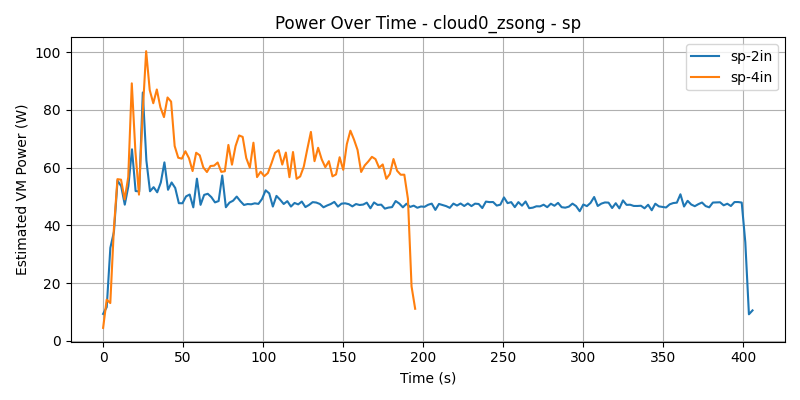 Power Over Time - cloud0_zsong - sp
Estimated VM Power (W)
100
80
60
40
20
0
sp-2in
sp-4in
0 50 100 150 200 250 300 350 400
Time (s)